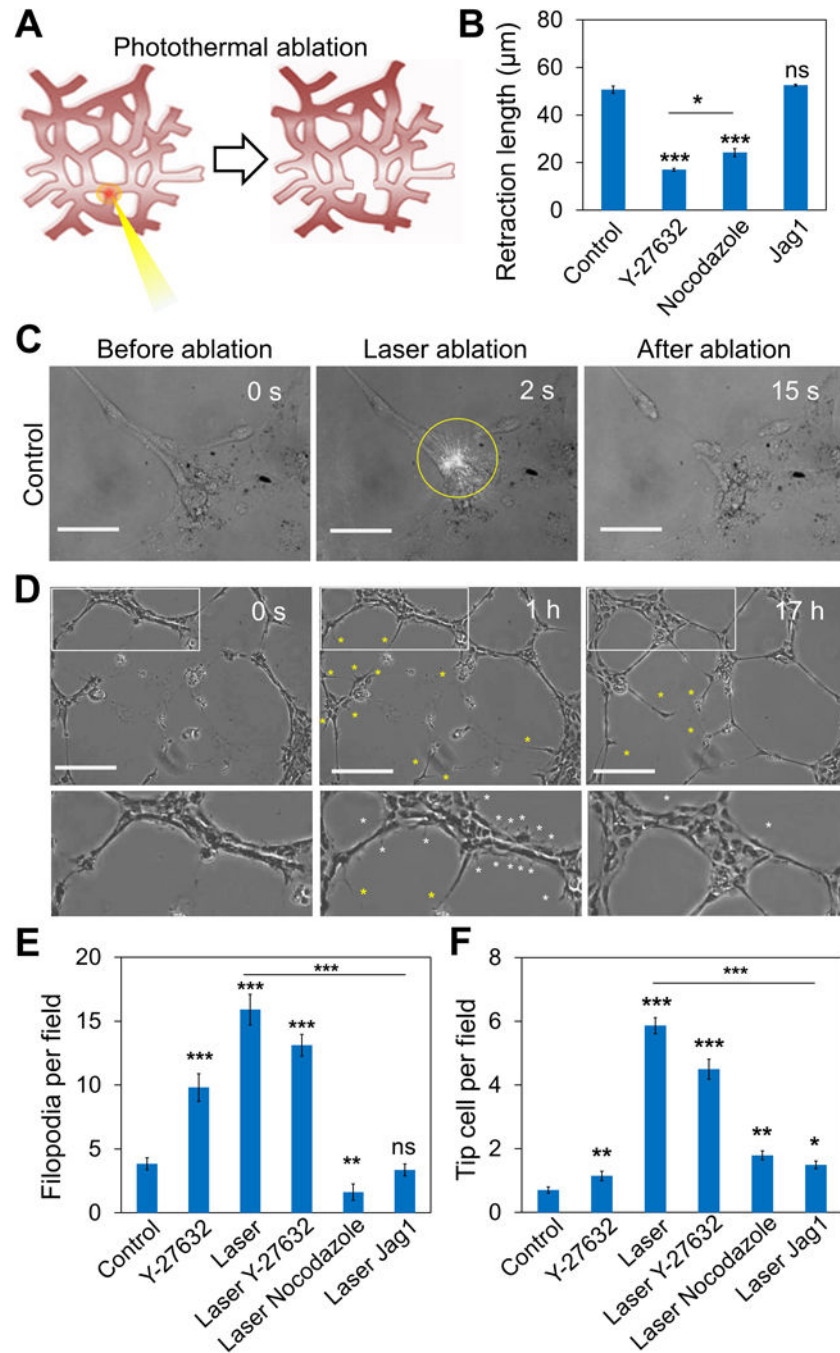 A
Photothermal ablation
B
Retraction length (µm)
80
60
40
20
0
*
***
***
ns
Control
Y-27632
Nocodazole
Jag1
C
Before ablation
Laser ablation
After ablation
Control
0 s
2 s
15 s
D
0 s
1 h
17 h
E
Filopodia per field
20
15
10
5
0
***
***
***
***
**
ns
Control
Y-27632
Laser
Laser Y-27632
Laser Nocodazole
Laser Jag1
F
Tip cell per field
8
6
4
2
0
***
**
***
***
**
*
Control
Y-27632
Laser
Laser Y-27632
Laser Nocodazole
Laser Jag1